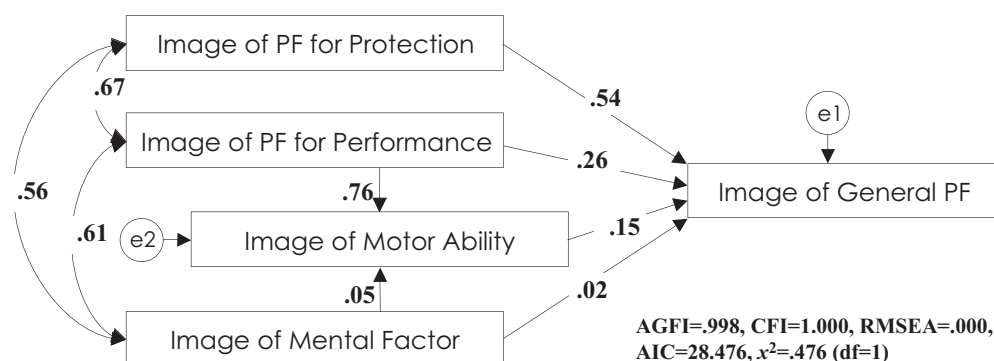 Image of PF for Protection
.67
.54
e1
Image of PF for Performance
.26
.56
.76
Image of General PF
.61
e2
Image of Motor Ability
.15
.05
.02
Image of Mental Factor
AGFI=.998, CFI=1.000, RMSEA=.000,
AIC=28.476, x²=.476 (df=1)